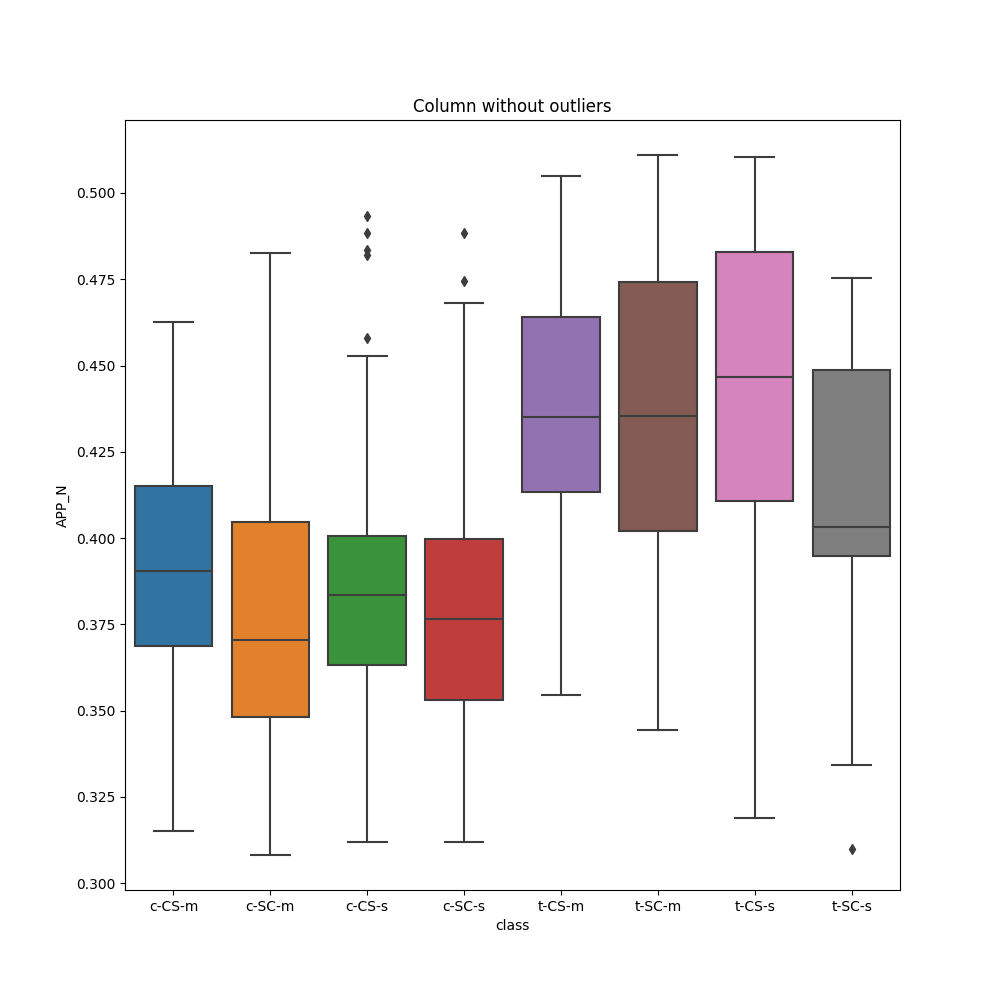 Column without outliers
APP_N
0.500
0.475
0.450
0.425
0.400
0.375
0.350
0.325
0.300
c-CS-m c-SC-m c-CS-s c-SC-s t-CS-m t-SC-m t-CS-s t-SC-s
class